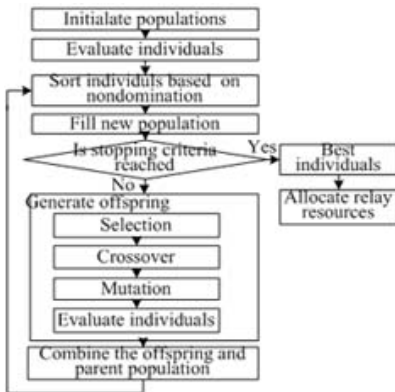 Initialate populations
Evaluate individuals
Sort individuls based on
nondomination
Fill new population
Is stopping criteria
reached
Yes
Best
individuals
No
Allocate relay
resources
Generate offspring
Selection
Crossover
Mutation
Evaluate individuals
Combine the offspring and
parent population